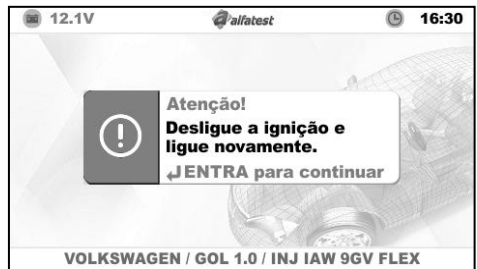 12.1V alfatest 16:30
Atenção!
Desligue a ignição e
ligue novamente.
↲ENTRA para continuar
VOLKSWAGEN / GOL 1.0 / INJ IAW 9GV FLEX